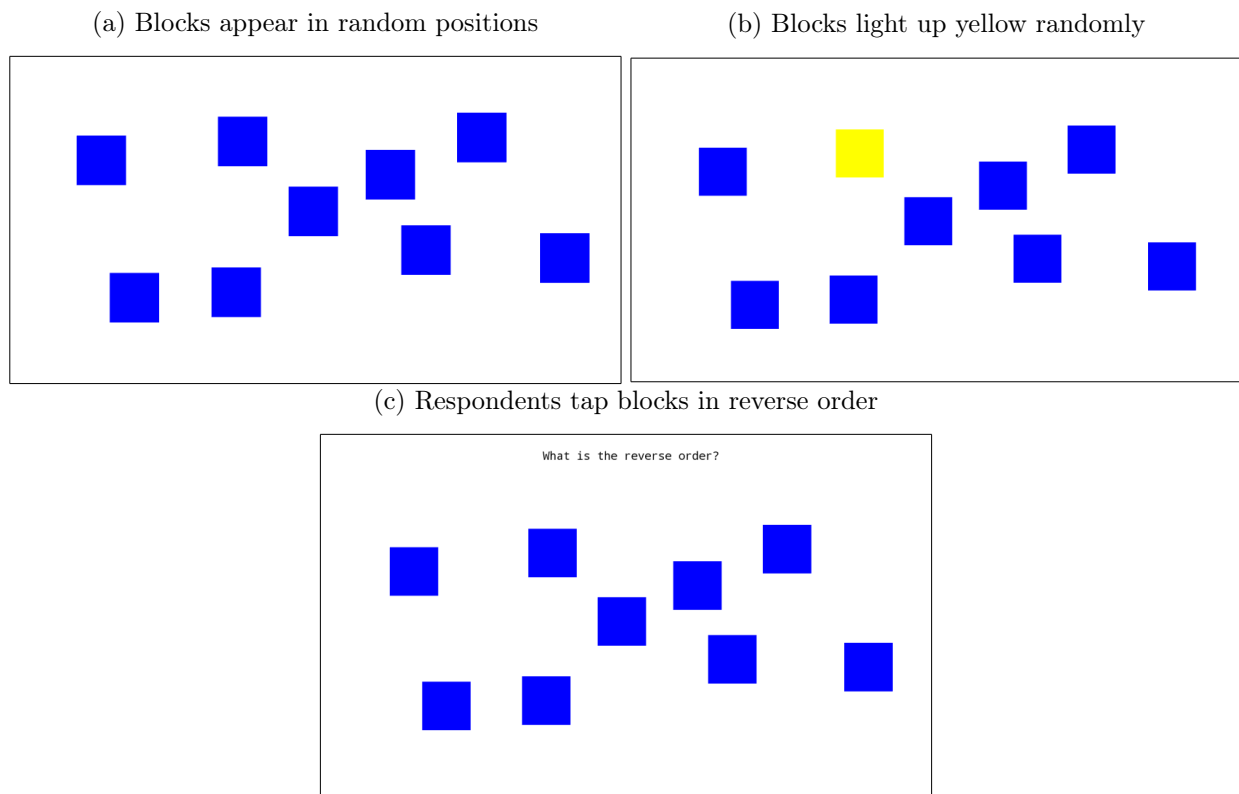 (a) Blocks appear in random positions
(b) Blocks light up yellow randomly
(c) Respondents tap blocks in reverse order
What is the reverse order?